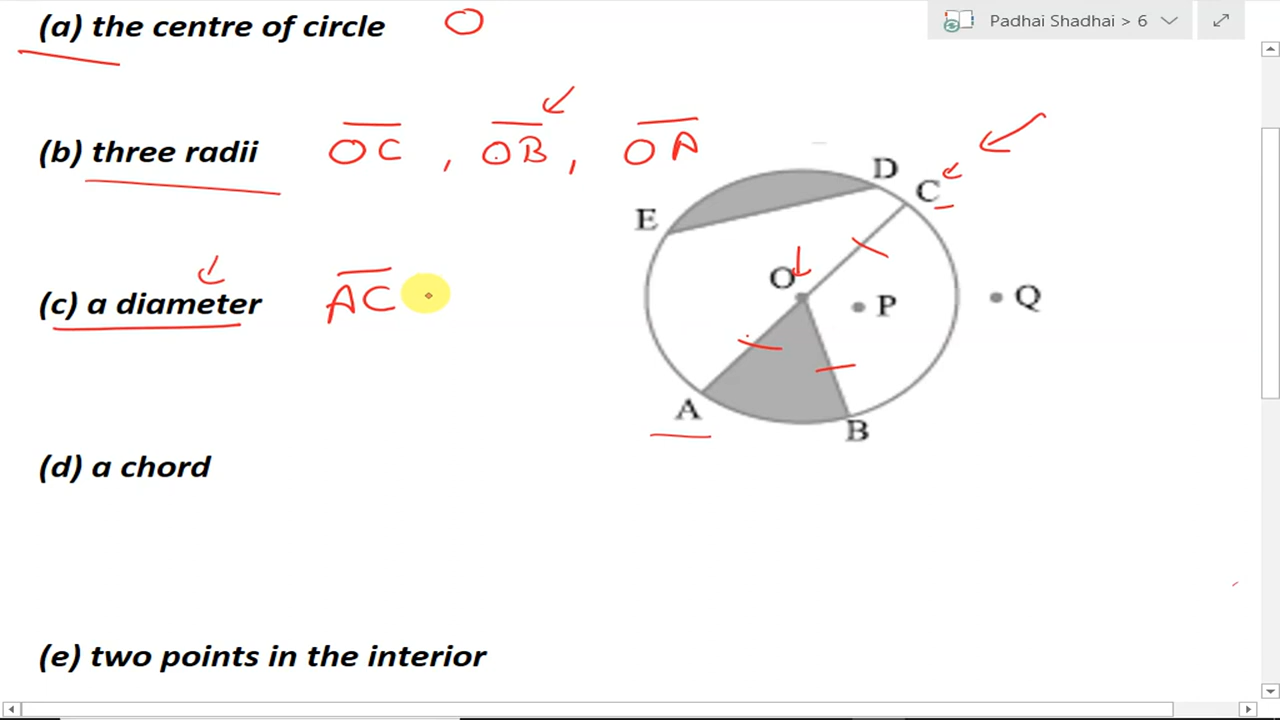 (a) the centre of circle O
Padhai Shadhai > 6
(b) three radii OC , OB , OA
D
C
E
(c) a diameter AC
O
P
Q
A
B
(d) a chord
(e) two points in the interior